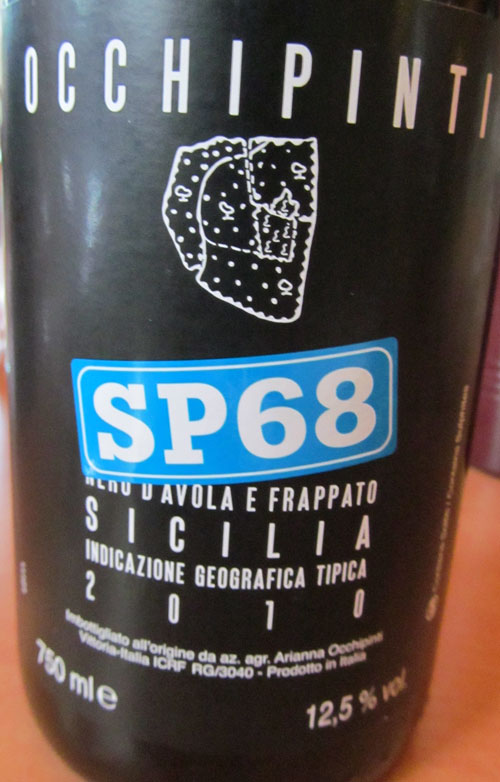 OCCHIPINTI
SP68
NERO D'AVOLA E FRAPPATO
SICILIA
INDICAZIONE GEOGRAFICA TIPICA
2010
Imbottigliato all'origine da az. agr. Arianna Occhipinti
Vittoria-Italia ICRF RG/3040 - Prodotto in Italia
750 ml e
12,5 % vol.